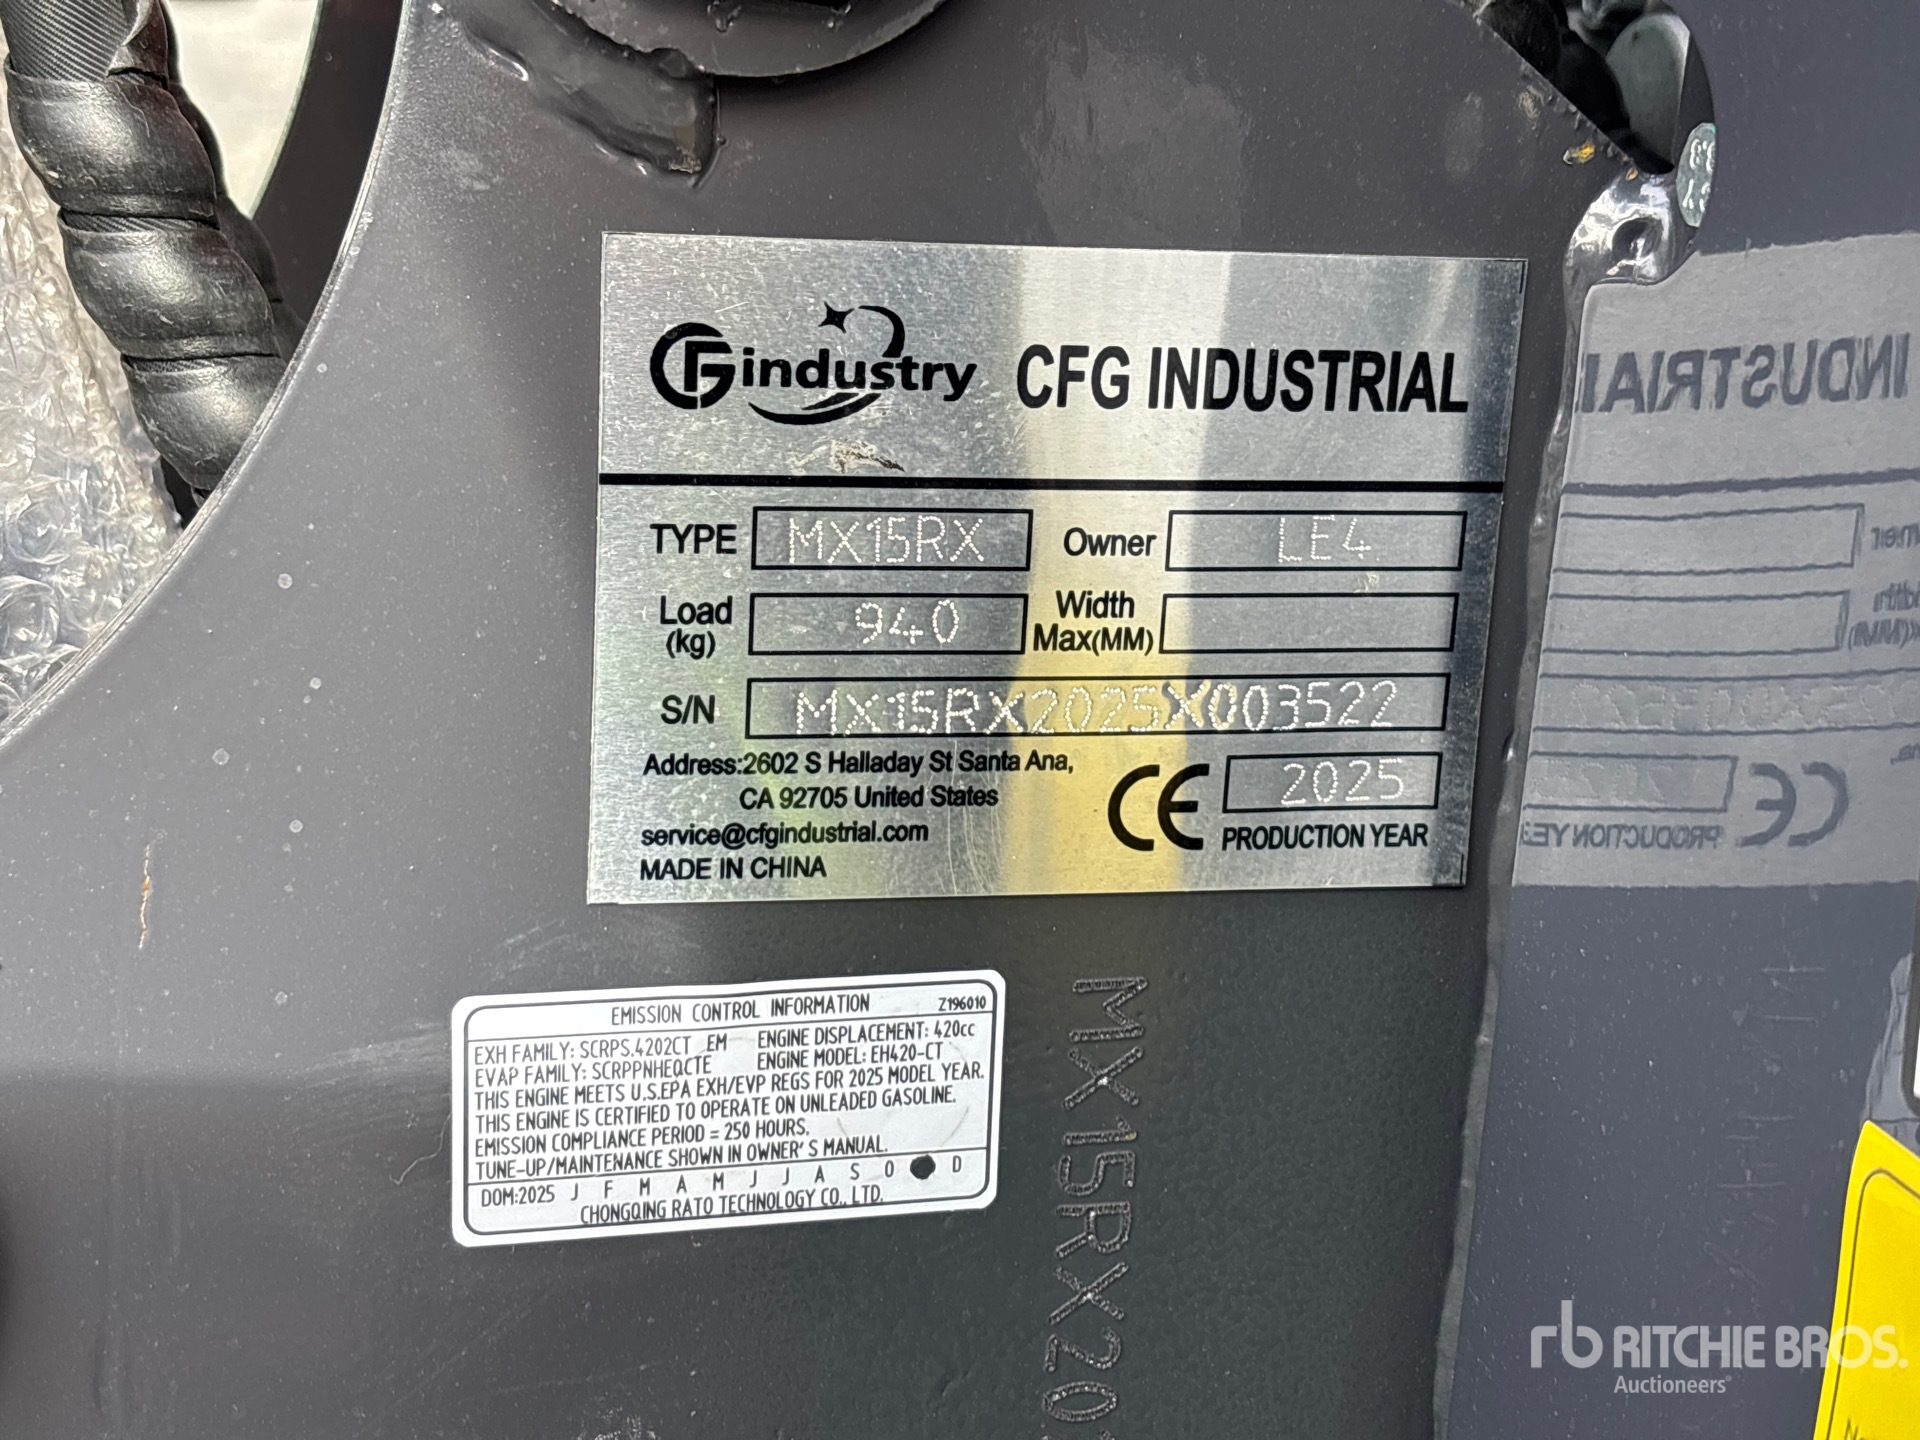 CFG industry CFG INDUSTRIAL
TYPE MX15RX Owner LE4
Load (kg) 940 Width Max(MM)
S/N MX15RX2025X003522
Address:2602 S Halladay St Santa Ana,
CA 92705 United States
service@cfgindustrial.com
MADE IN CHINA
CE 2025
PRODUCTION YEAR
EMISSION CONTROL INFORMATION Z196010
EXH FAMILY: SCRPS.4202CT EM ENGINE DISPLACEMENT: 420cc
EVAP FAMILY: SCRPPNHEQCTE ENGINE MODEL: EH420-CT
THIS ENGINE MEETS U.S.EPA EXH/EVP REGS FOR 2025 MODEL YEAR.
THIS ENGINE IS CERTIFIED TO OPERATE ON UNLEADED GASOLINE.
EMISSION COMPLIANCE PERIOD = 250 HOURS.
TUNE-UP/MAINTENANCE SHOWN IN OWNER' S MANUAL.
DOM:2025 J F M A M J J A S O D
CHONGQING RATO TECHNOLOGY CO., LTD.
MX15RX20
rb RITCHIE BROS.
Auctioneers